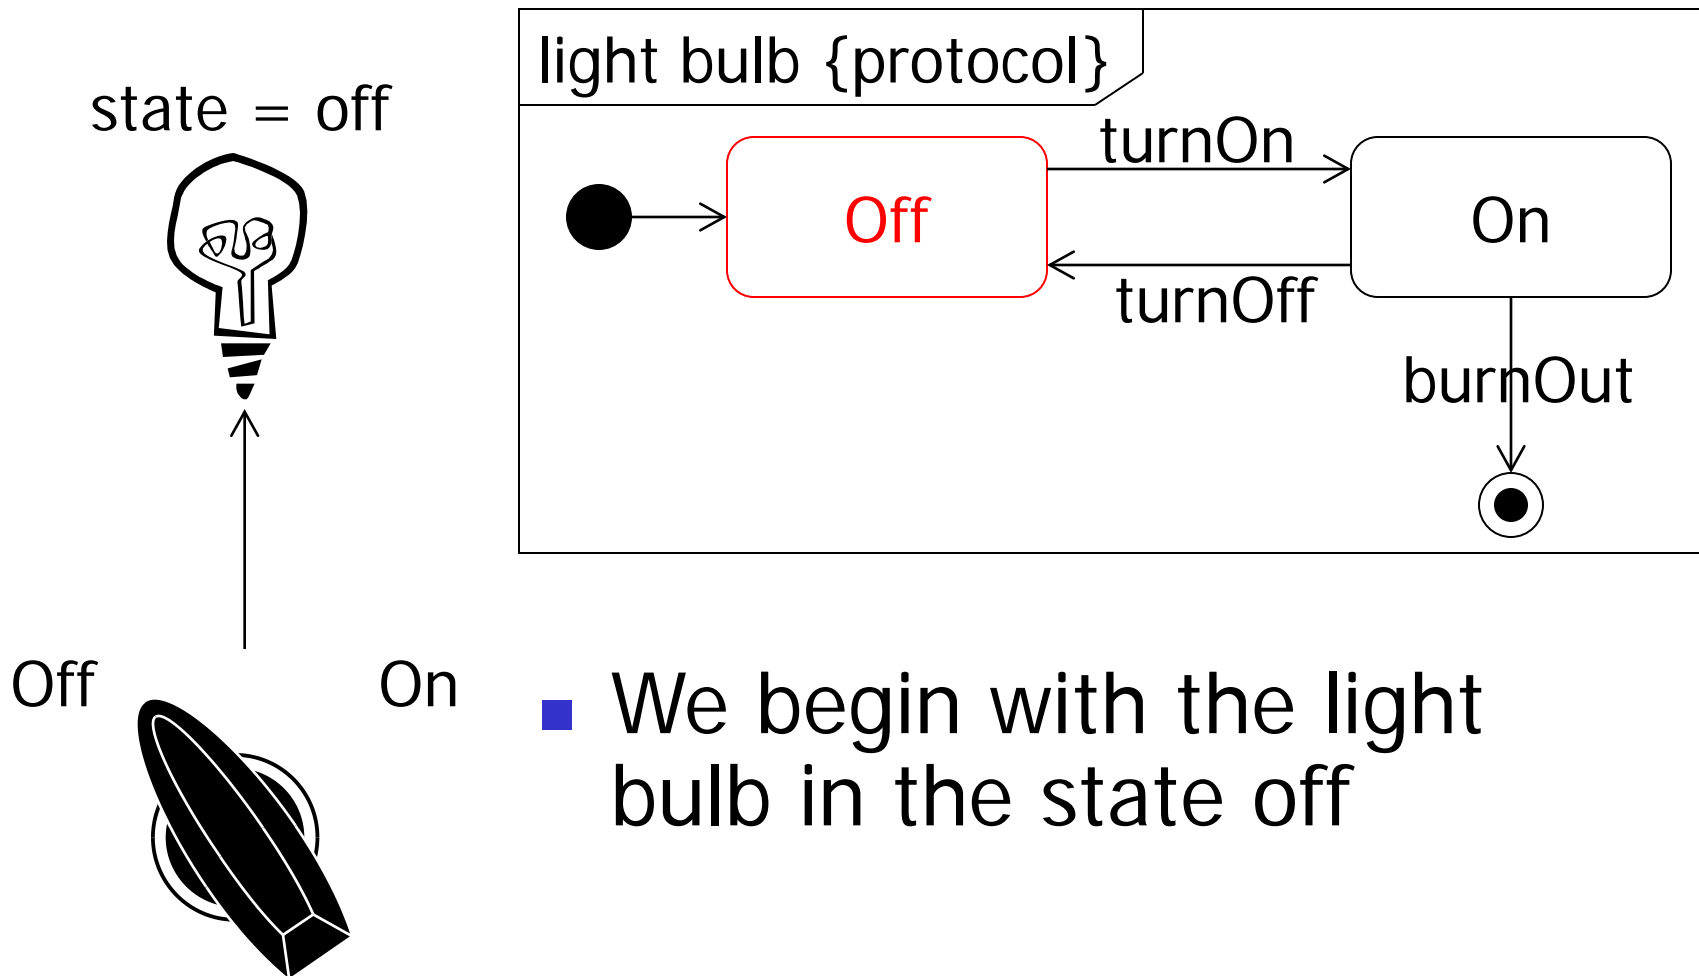 state = off
light bulb {protocol}
turnOn
Off
On
turnOff
burnOut
Off
On
We begin with the light
bulb in the state off